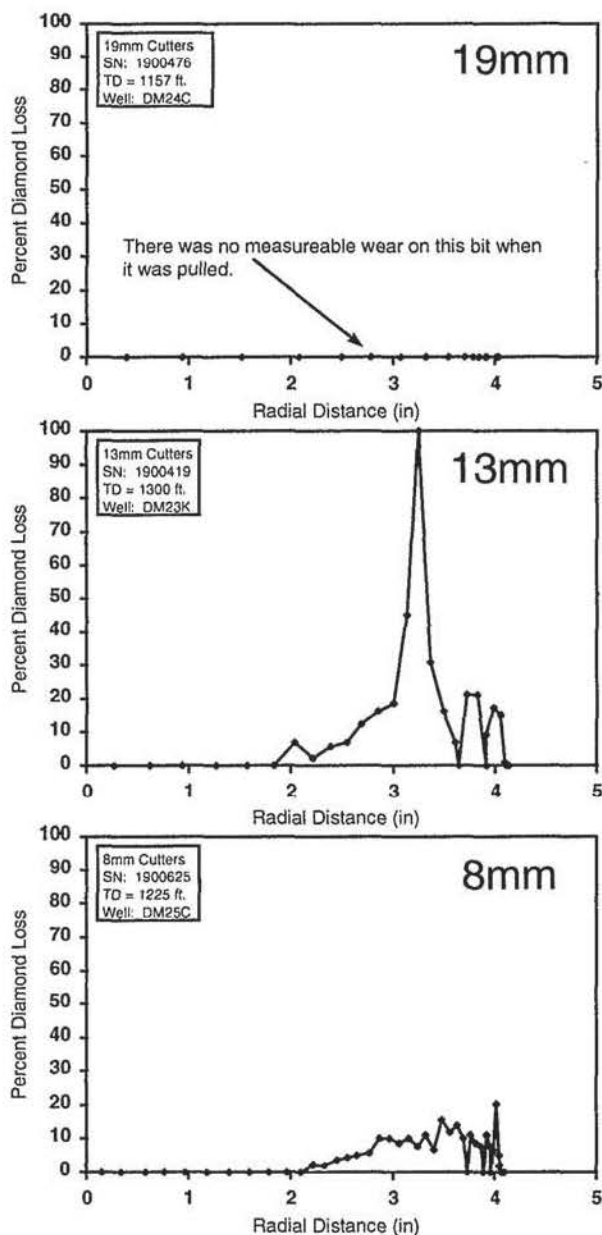 19mm
19mm Cutters
SN: 1900476
TD = 1157 ft.
Well: DM24C
Percent Diamond Loss
100
90
80
70
60
50
40
30
20
10
0
There was no measureable wear on this bit when
it was pulled.
0 1 2 3 4 5
Radial Distance (in)
13mm
13mm Cutters
SN: 1900419
TD = 1300 ft.
Well: DM23K
Percent Diamond Loss
100
90
80
70
60
50
40
30
20
10
0
0 1 2 3 4 5
Radial Distance (in)
8mm
8mm Cutters
SN: 1900625
TD = 1225 ft.
Well: DM25C
Percent Diamond Loss
100
90
80
70
60
50
40
30
20
10
0
0 1 2 3 4 5
Radial Distance (in)